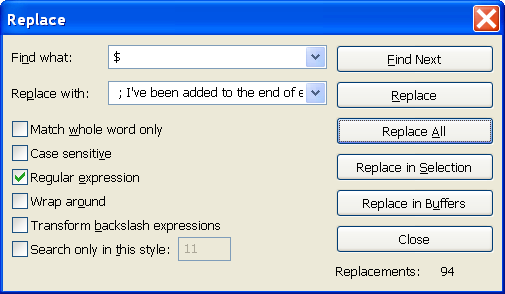 Replace
Find what: $ Find Next
Replace with: ; I've been added to the end of e Replace
Match whole word only Replace All
Case sensitive
Regular expression Replace in Selection
Wrap around Replace in Buffers
Transform backslash expressions
Search only in this style: 11 Close
Replacements: 94